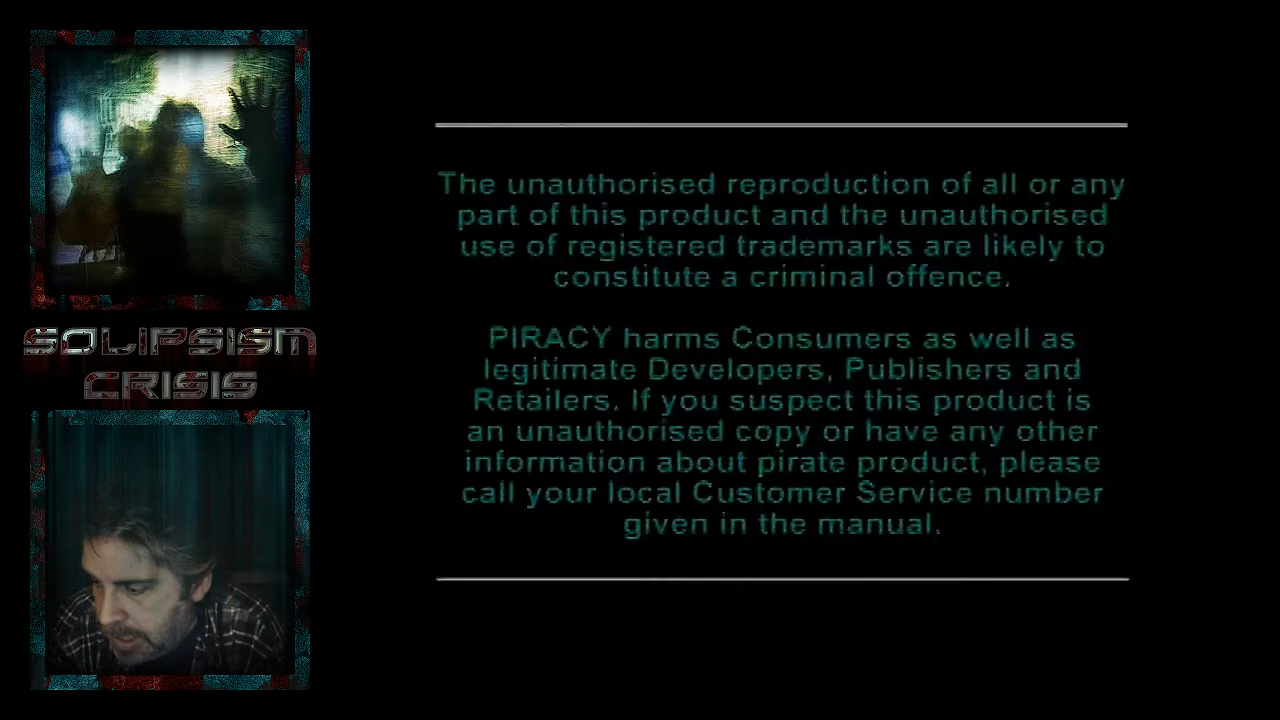 SOLIPSISM
CRISIS
The unauthorised reproduction of all or any
part of this product and the unauthorised
use of registered trademarks are likely to
constitute a criminal offence.
PIRACY harms Consumers as well as
legitimate Developers, Publishers and
Retailers. If you suspect this product is
an unauthorised copy or have any other
information about pirate product, please
call your local Customer Service number
given in the manual.